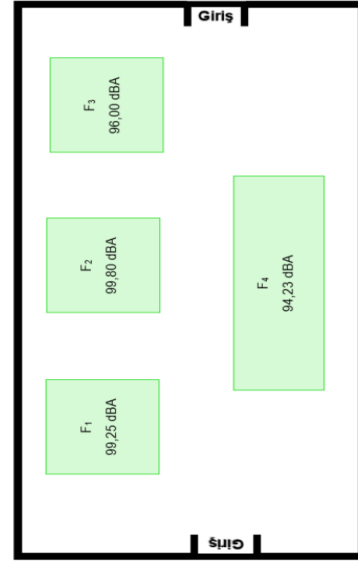 Giriş
F₃
96,00 dBA
F₂
99,80 dBA
F₄
94,23 dBA
F₁
99,25 dBA
Giriş